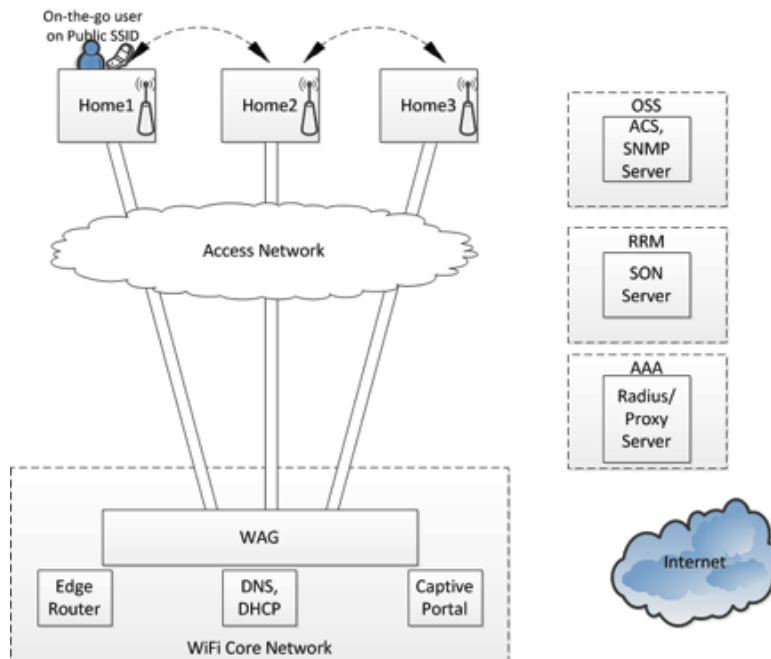 On-the-go user
on Public SSID
Home1
Home2
Home3
Access Network
WAG
Edge
Router
DNS,
DHCP
Captive
Portal
WiFi Core Network
OSS
ACS,
SNMP
Server
RRM
SON
Server
AAA
Radius/
Proxy
Server
Internet